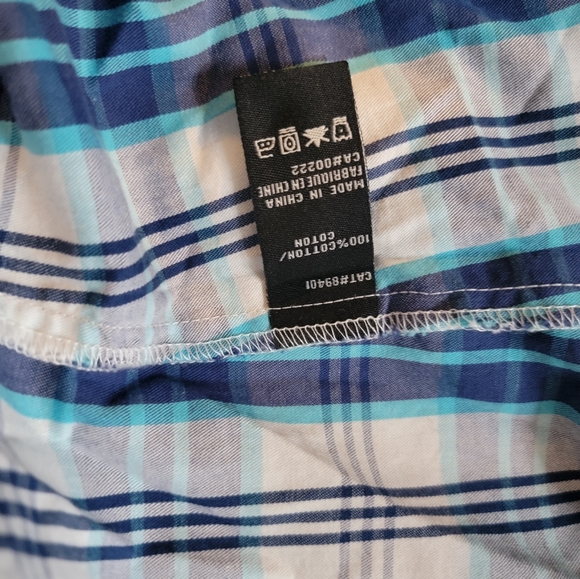 CAT#89401
100%COTTON/
COTON
MADE IN CHINA
FABRIQUE EN CHINE
CA#00222